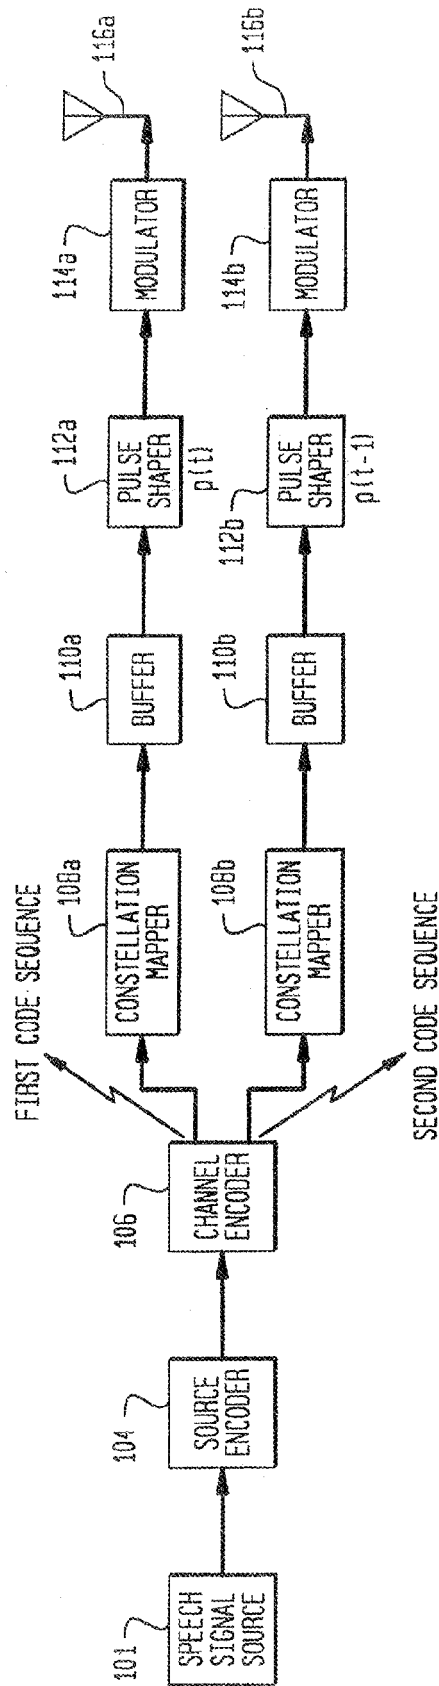 FIRST CODE SEQUENCE
101
SPEECH
SIGNAL
SOURCE
104
SOURCE
ENCODER
106
CHANNEL
ENCODER
108a
CONSTELLATION
MAPPER
110a
BUFFER
112a
PULSE
SHAPER
p(t)
114a
MODULATOR
116a
108b
CONSTELLATION
MAPPER
110b
BUFFER
112b
PULSE
SHAPER
p(t-1)
114b
MODULATOR
116b
SECOND CODE SEQUENCE